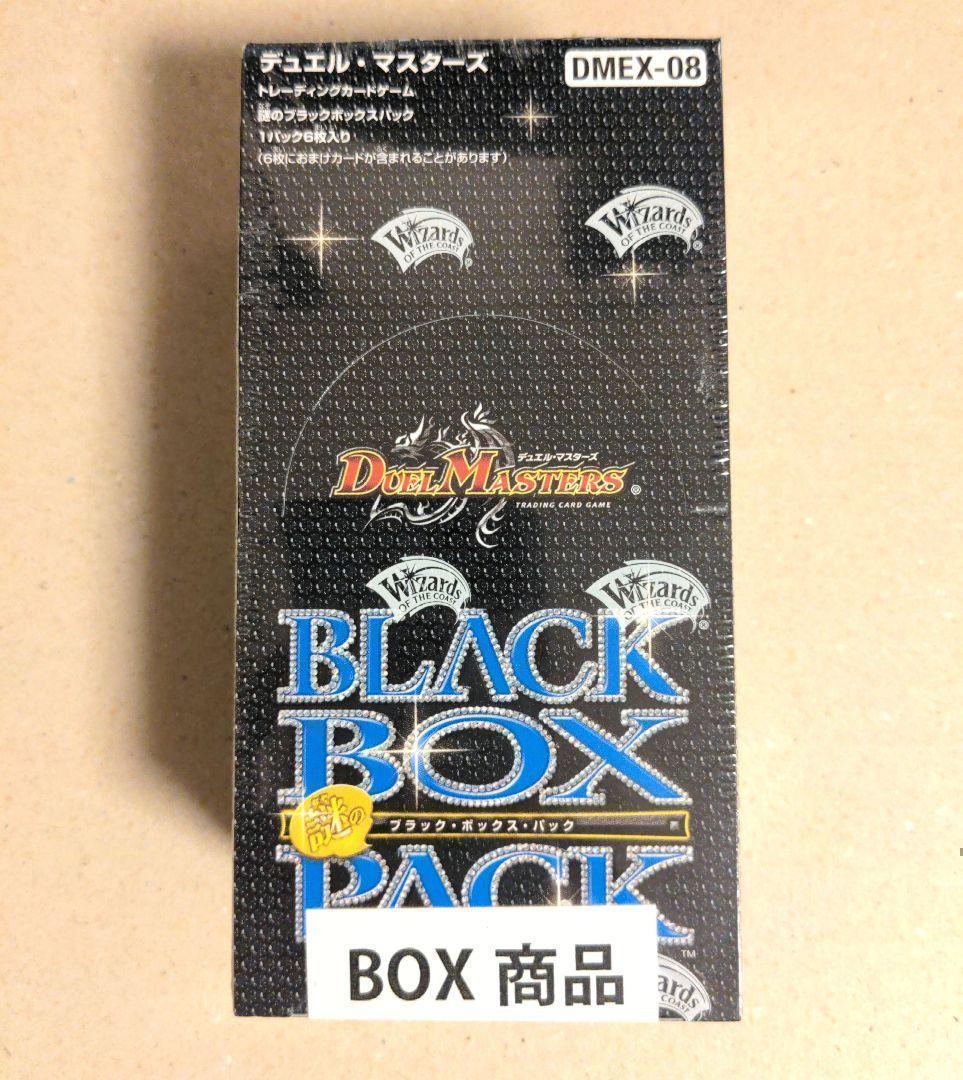 デュエル・マスターズ
DMEX-08
トレーディングカードゲーム
謎のブラックボックスパック
1パック6枚入り
(6枚におまけカードが含まれることがあります)
Wizards
OF THE COAST
®
Wizards
OF THE COAST
®
デュエル・マスターズ
DUEL MASTERS
®
TRADING CARD GAME
Wizards
OF THE COAST
Wizards
OF THE COAST
®
BLACK
BOX
謎の
ブラック・ボックス・パック
PACK
TM
BOX 商品
ards
COAST
®